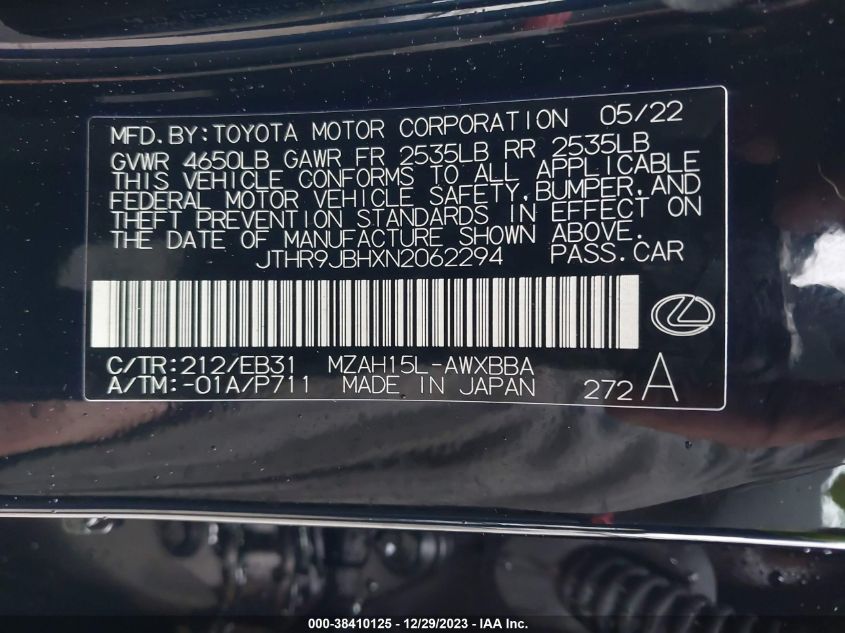 MFD.BY:TOYOTA MOTOR CORPORATION 05/22
GVWR 4650LB GAWR FR 2535LB RR 2535LB
THIS VEHICLE CONFORMS TO ALL APPLICABLE
FEDERAL MOTOR VEHICLE SAFETY,BUMPER,AND
THEFT PREVENTION STANDARDS IN EFFECT ON
THE DATE OF MANUFACTURE SHOWN ABOVE.
JTHR9JBHXN2062294 PASS.CAR
C/TR:212/EB31 MZAH15L-AWXBBA
A/TM:-01A/P711 MADE IN JAPAN 272 A
000-38410125 - 12/29/2023 - IAA Inc.